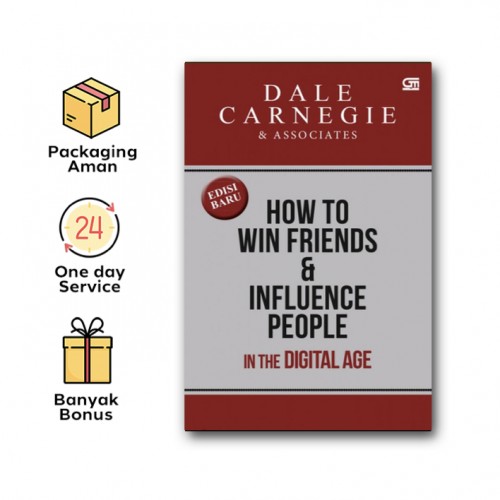 Packaging
Aman
24
One day
Service
Banyak
Bonus
GM
DALE
CARNEGIE
& ASSOCIATES
EDISI
BARU
HOW TO
WIN FRIENDS
&
INFLUENCE
PEOPLE
IN THE DIGITAL AGE